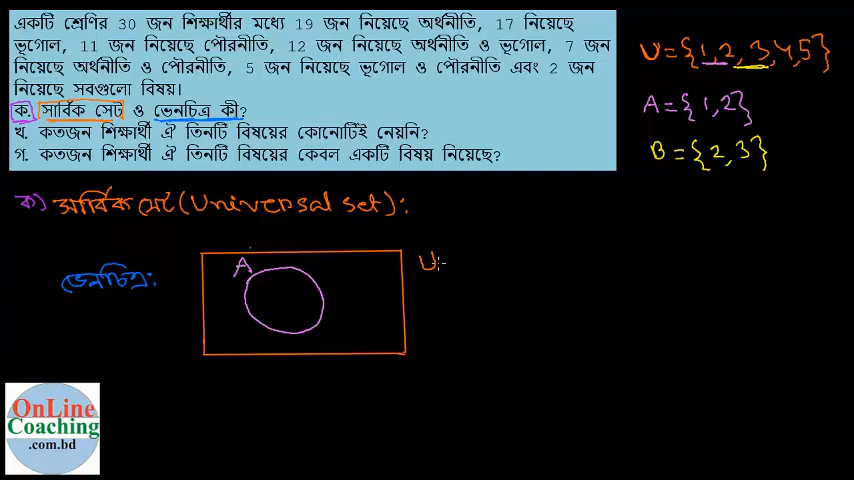 একটি শ্রেণির 30 জন শিক্ষার্থীর মধ্যে 19 জন নিয়েছে অর্থনীতি, 17 নিয়েছে
ভূগোল, 11 জন নিয়েছে পৌরনীতি, 12 জন নিয়েছে অর্থনীতি ও ভূগোল, 7 জন
নিয়েছে অর্থনীতি ও পৌরনীতি, 5 জন নিয়েছে ভূগোল ও পৌরনীতি এবং 2 জন
নিয়েছে সবগুলো বিষয়।
ক. সার্বিক সেট ও ভেনচিত্র কী?
খ. কতজন শিক্ষার্থী ঐ তিনটি বিষয়ের কোনোটিই নেয়নি?
গ. কতজন শিক্ষার্থী ঐ তিনটি বিষয়ের কেবল একটি বিষয় নিয়েছে?
U = {1,2, 3,4,5}
A = {1,2}
B = {2,3}
ক) সার্বিক সেট (Universal set):
ভেনচিত্র:
A
U
OnLine
Coaching
.com.bd